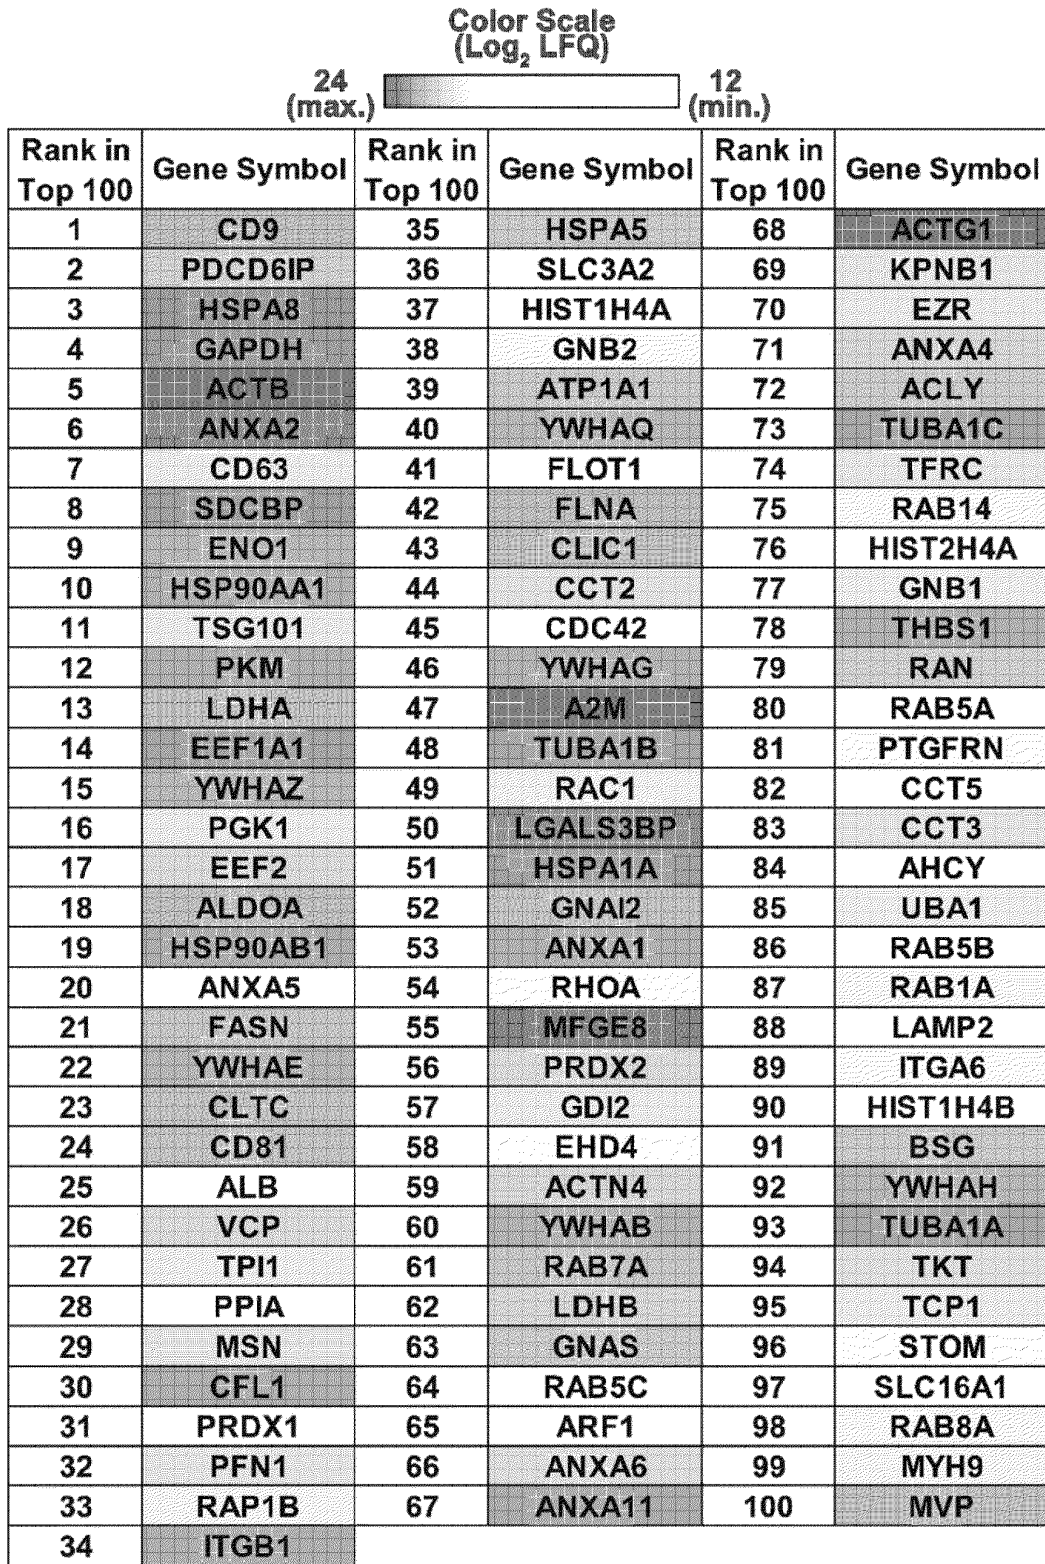 Color Scale
(Log2 LFQ)
24 12
(max.) (min.)
Rank in Top 100 Gene Symbol Rank in Top 100 Gene Symbol Rank in Top 100 Gene Symbol
1 CD9 35 HSPA5 68 ACTG1
2 PDCD6IP 36 SLC3A2 69 KPNB1
3 HSPA8 37 HIST1H4A 70 EZR
4 GAPDH 38 GNB2 71 ANXA4
5 ACTB 39 ATP1A1 72 ACLY
6 ANXA2 40 YWHAQ 73 TUBA1C
7 CD63 41 FLOT1 74 TFRC
8 SDCBP 42 FLNA 75 RAB14
9 ENO1 43 CLIC1 76 HIST2H4A
10 HSP90AA1 44 CCT2 77 GNB1
11 TSG101 45 CDC42 78 THBS1
12 PKM 46 YWHAG 79 RAN
13 LDHA 47 A2M 80 RAB5A
14 EEF1A1 48 TUBA1B 81 PTGFRN
15 YWHAZ 49 RAC1 82 CCT5
16 PGK1 50 LGALS3BP 83 CCT3
17 EEF2 51 HSPA1A 84 AHCY
18 ALDOA 52 GNAI2 85 UBA1
19 HSP90AB1 53 ANXA1 86 RAB5B
20 ANXA5 54 RHOA 87 RAB1A
21 FASN 55 MFGE8 88 LAMP2
22 YWHAE 56 PRDX2 89 ITGA6
23 CLTC 57 GDI2 90 HIST1H4B
24 CD81 58 EHD4 91 BSG
25 ALB 59 ACTN4 92 YWHAH
26 VCP 60 YWHAB 93 TUBA1A
27 TPI1 61 RAB7A 94 TKT
28 PPIA 62 LDHB 95 TCP1
29 MSN 63 GNAS 96 STOM
30 CFL1 64 RAB5C 97 SLC16A1
31 PRDX1 65 ARF1 98 RAB8A
32 PFN1 66 ANXA6 99 MYH9
33 RAP1B 67 ANXA11 100 MVP
34 ITGB1